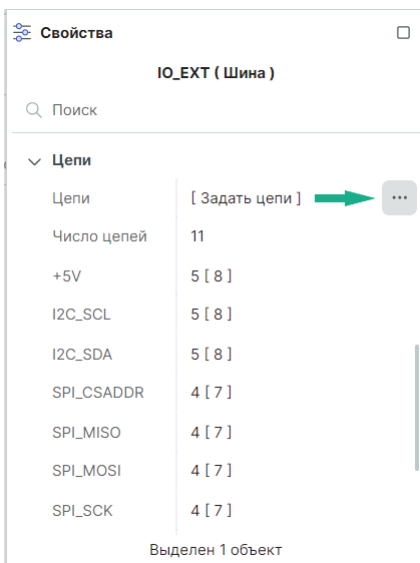 Свойства
IO_EXT ( Шина )
Поиск
Цепи
Цепи [ Задать цепи ] ...
Число цепей 11
+5V 5 [ 8 ]
I2C_SCL 5 [ 8 ]
I2C_SDA 5 [ 8 ]
SPI_CSADDR 4 [ 7 ]
SPI_MISO 4 [ 7 ]
SPI_MOSI 4 [ 7 ]
SPI_SCK 4 [ 7 ]
Выделен 1 объект